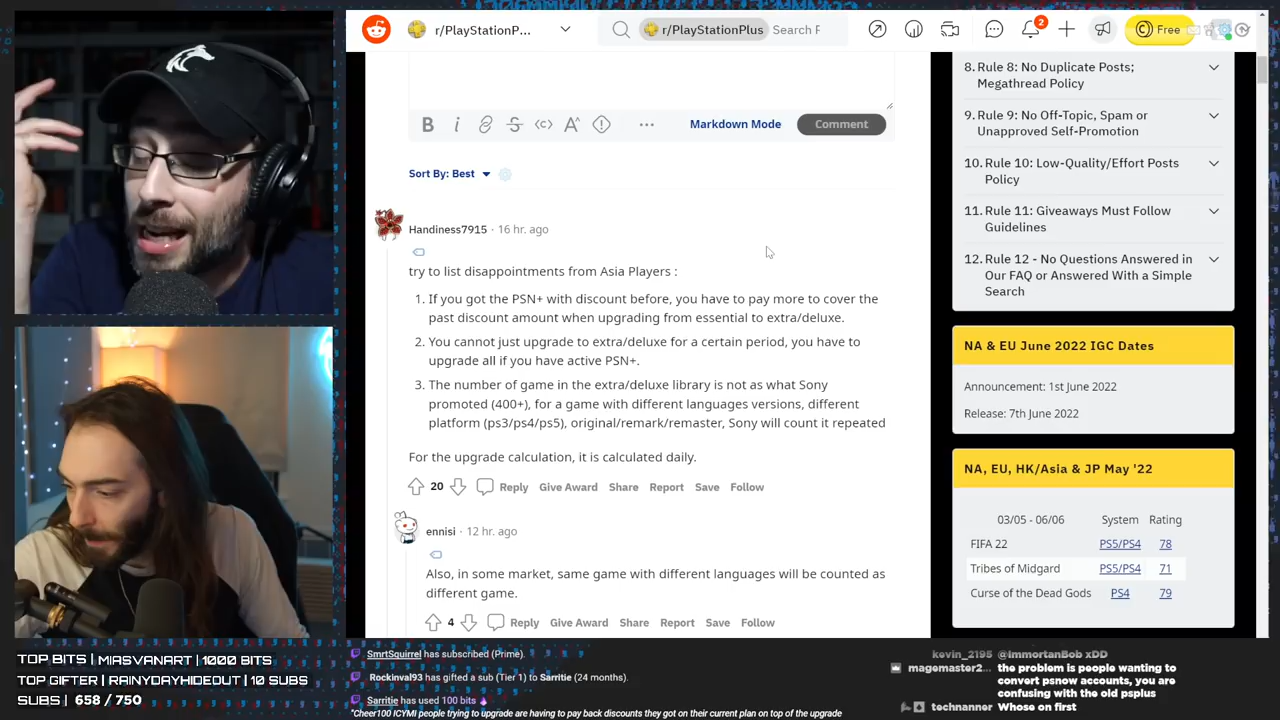 r/PlayStationP...
r/PlayStationPlus
Search F
2
Free
B i
Markdown Mode
Comment
Sort By: Best
Handiness7915 · 16 hr. ago
try to list disappointments from Asia Players :
1. If you got the PSN+ with discount before, you have to pay more to cover the
past discount amount when upgrading from essential to extra/deluxe.
2. You cannot just upgrade to extra/deluxe for a certain period, you have to
upgrade all if you have active PSN+.
3. The number of game in the extra/deluxe library is not as what Sony
promoted (400+), for a game with different languages versions, different
platform (ps3/ps4/ps5), original/remark/remaster, Sony will count it repeated
For the upgrade calculation, it is calculated daily.
20 Reply Give Award Share Report Save Follow
ennisi · 12 hr. ago
Also, in some market, same game with different languages will be counted as
different game.
4 Reply Give Award Share Report Save Follow
8. Rule 8: No Duplicate Posts;
Megathread Policy
9. Rule 9: No Off-Topic, Spam or
Unapproved Self-Promotion
10. Rule 10: Low-Quality/Effort Posts
Policy
11. Rule 11: Giveaways Must Follow
Guidelines
12. Rule 12 - No Questions Answered in
Our FAQ or Answered With a Simple
Search
NA & EU June 2022 IGC Dates
Announcement: 1st June 2022
Release: 7th June 2022
NA, EU, HK/Asia & JP May '22
03/05 - 06/06 System Rating
FIFA 22 PS5/PS4 78
Tribes of Midgard PS5/PS4 71
Curse of the Dead Gods PS4 79
TOP BITS | MIASVANART | 1000 BITS
TOP GIFTER | RAINYDAYHIDEOUT | 10 SUBS
SUBS | 658 / 750
SmrtSquirrel has subscribed (Prime).
Rockinval93 has gifted a sub (Tier 1) to Sarritie (24 months).
Sarritie has used 100 bits
"Cheer100 ICYMI people trying to upgrade are having to pay back discounts they got on their current plan on top of the upgrade
kevin_2195 @ImmortanBob xDD
magemaster2... the problem is people wanting to
convert psnow accounts, you are
confusing with the old psplus
technanner Whose on first